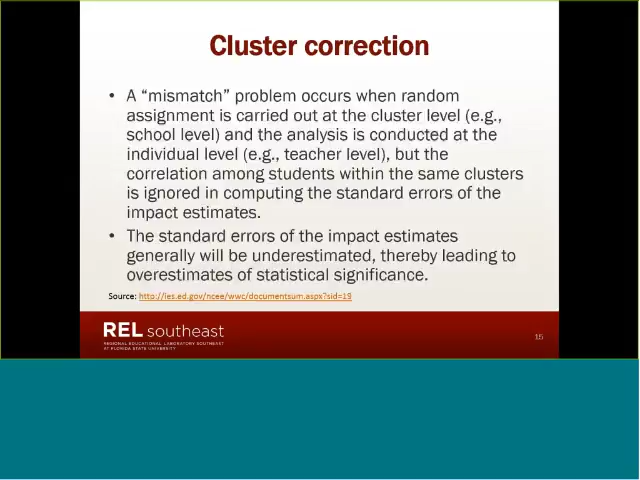 Cluster correction
• A “mismatch” problem occurs when random
assignment is carried out at the cluster level (e.g.,
school level) and the analysis is conducted at the
individual level (e.g., teacher level), but the
correlation among students within the same clusters
is ignored in computing the standard errors of the
impact estimates.
• The standard errors of the impact estimates
generally will be underestimated, thereby leading to
overestimates of statistical significance.
Source: http://ies.ed.gov/ncee/wwc/documentsum.aspx?sid=19
REL southeast
REGIONAL EDUCATIONAL LABORATORY SOUTHEAST
AT FLORIDA STATE UNIVERSITY
15